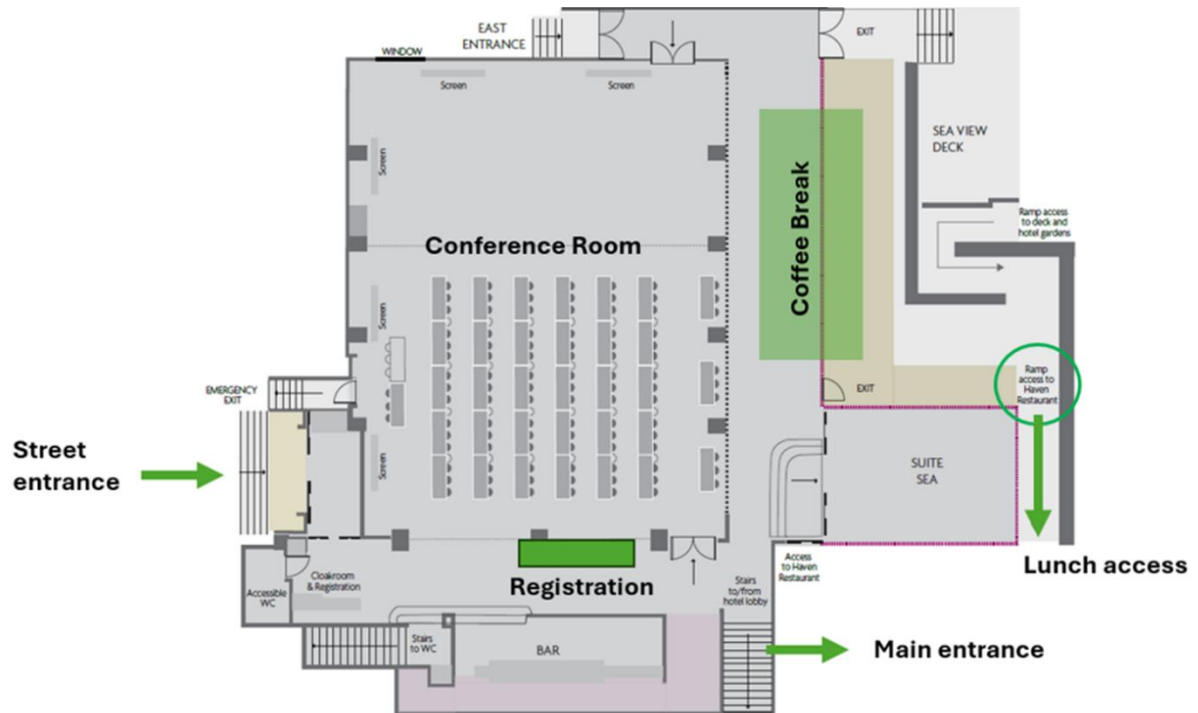 EAST
ENTRANCE
EXIT
WINDOW
Screen
Screen
SEA VIEW
DECK
Screen
Coffee Break
Ramp access
to deck and
hotel gardens
Conference Room
Screen
EMERGENCY
EXIT
EXIT
Ramp
access to
Haven
Restaurant
Street
entrance
Screen
SUITE
SEA
Access
to Haven
Restaurant
Lunch access
Cloakroom
& Registration
Registration
Stairs
to/from
hotel lobby
Accessible
WC
Stairs
to WC
BAR
Main entrance